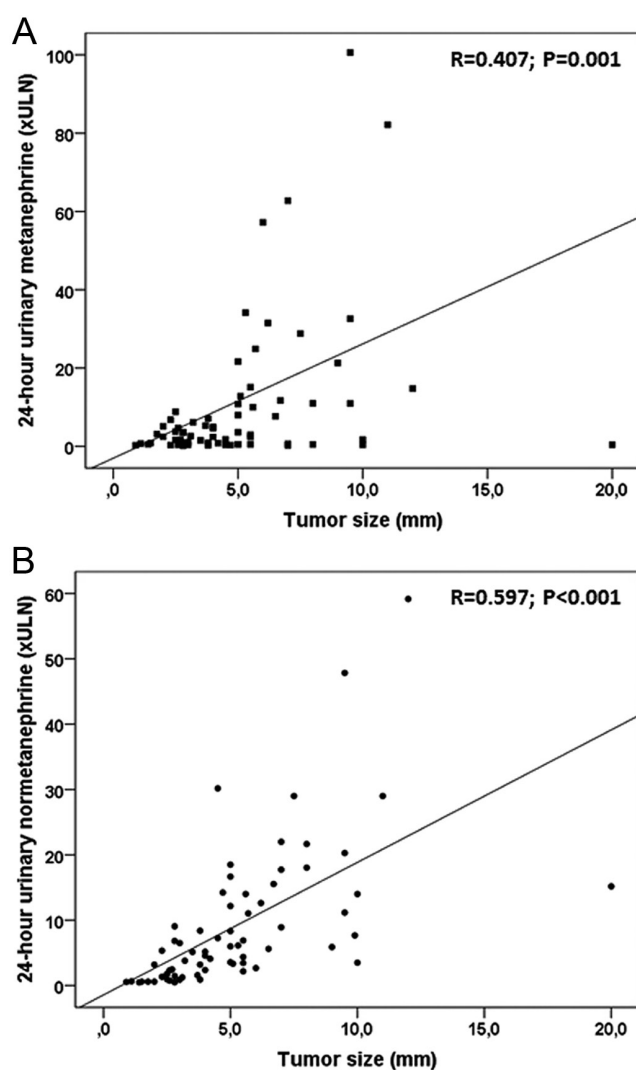 A
R=0.407; P=0.001
24-hour urinary metanephrine (xULN)
100
80
60
40
20
0
,0 5,0 10,0 15,0 20,0
Tumor size (mm)
B
R=0.597; P<0.001
24-hour urinary normetanephrine (xULN)
60
50
40
30
20
10
0
,0 5,0 10,0 15,0 20,0
Tumor size (mm)